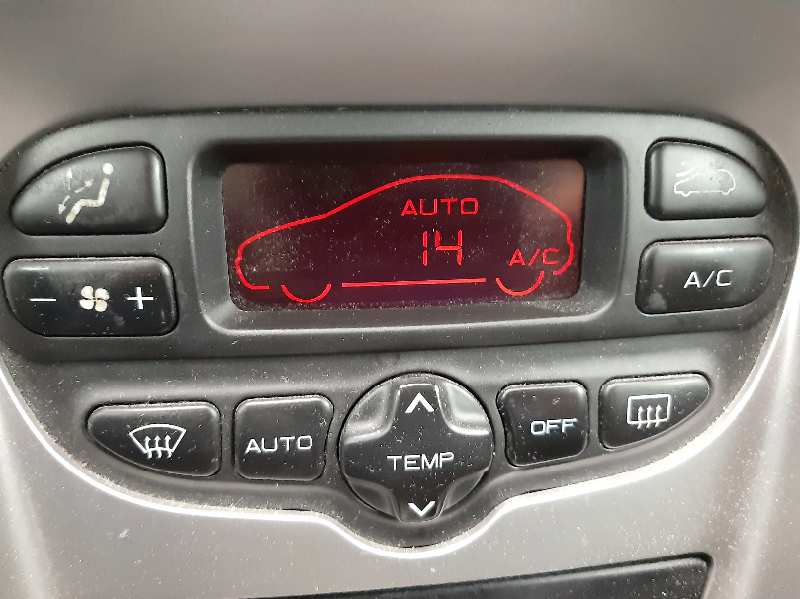 AUTO
14
A/C
A/C
− +
AUTO
TEMP
OFF